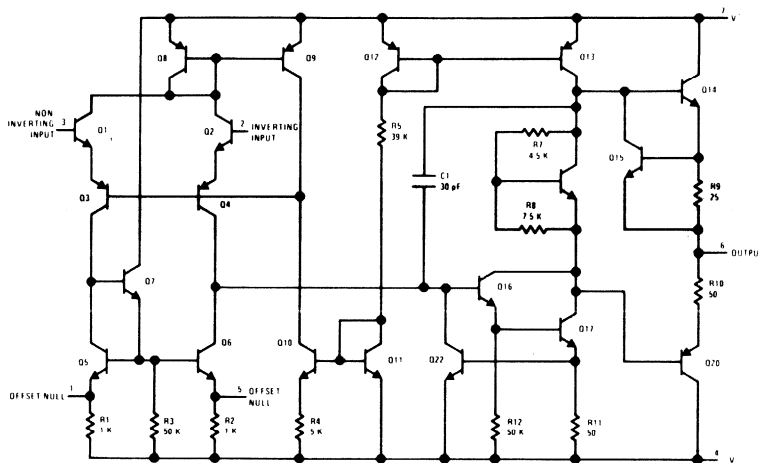 7 V
Q8
Q9
Q12
Q13
Q14
NON
INVERTING
INPUT
3
Q1
Q2
2
INVERTING
INPUT
R5
39 K
R7
4.5 K
Q15
C1
30 pF
R9
25
Q3
Q4
R8
7.5 K
6
OUTPUT
Q7
Q16
R10
50
Q5
Q6
Q10
Q11
Q22
Q17
Q20
OFFSET NULL
1
5
OFFSET
NULL
R1
1 K
R3
50 K
R2
1 K
R4
5 K
R12
50 K
R11
50
4
V